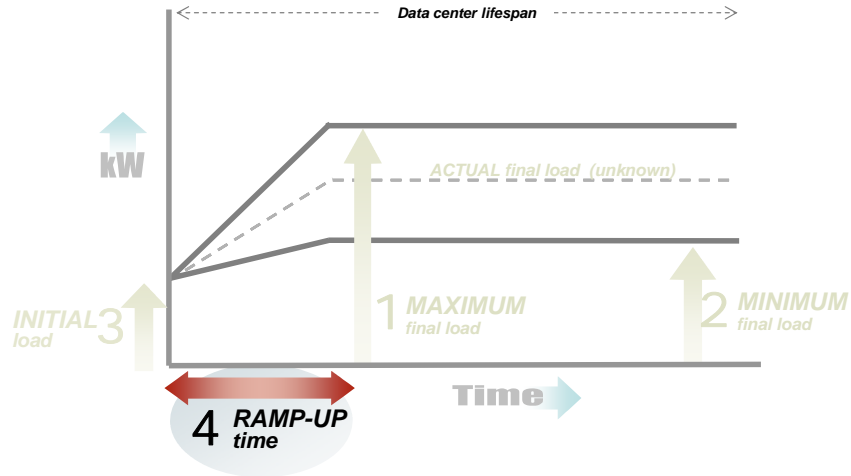 Data center lifespan
kW
ACTUAL final load (unknown)
1 MAXIMUM
final load
2 MINIMUM
final load
INITIAL 3
load
Time
4 RAMP-UP
time